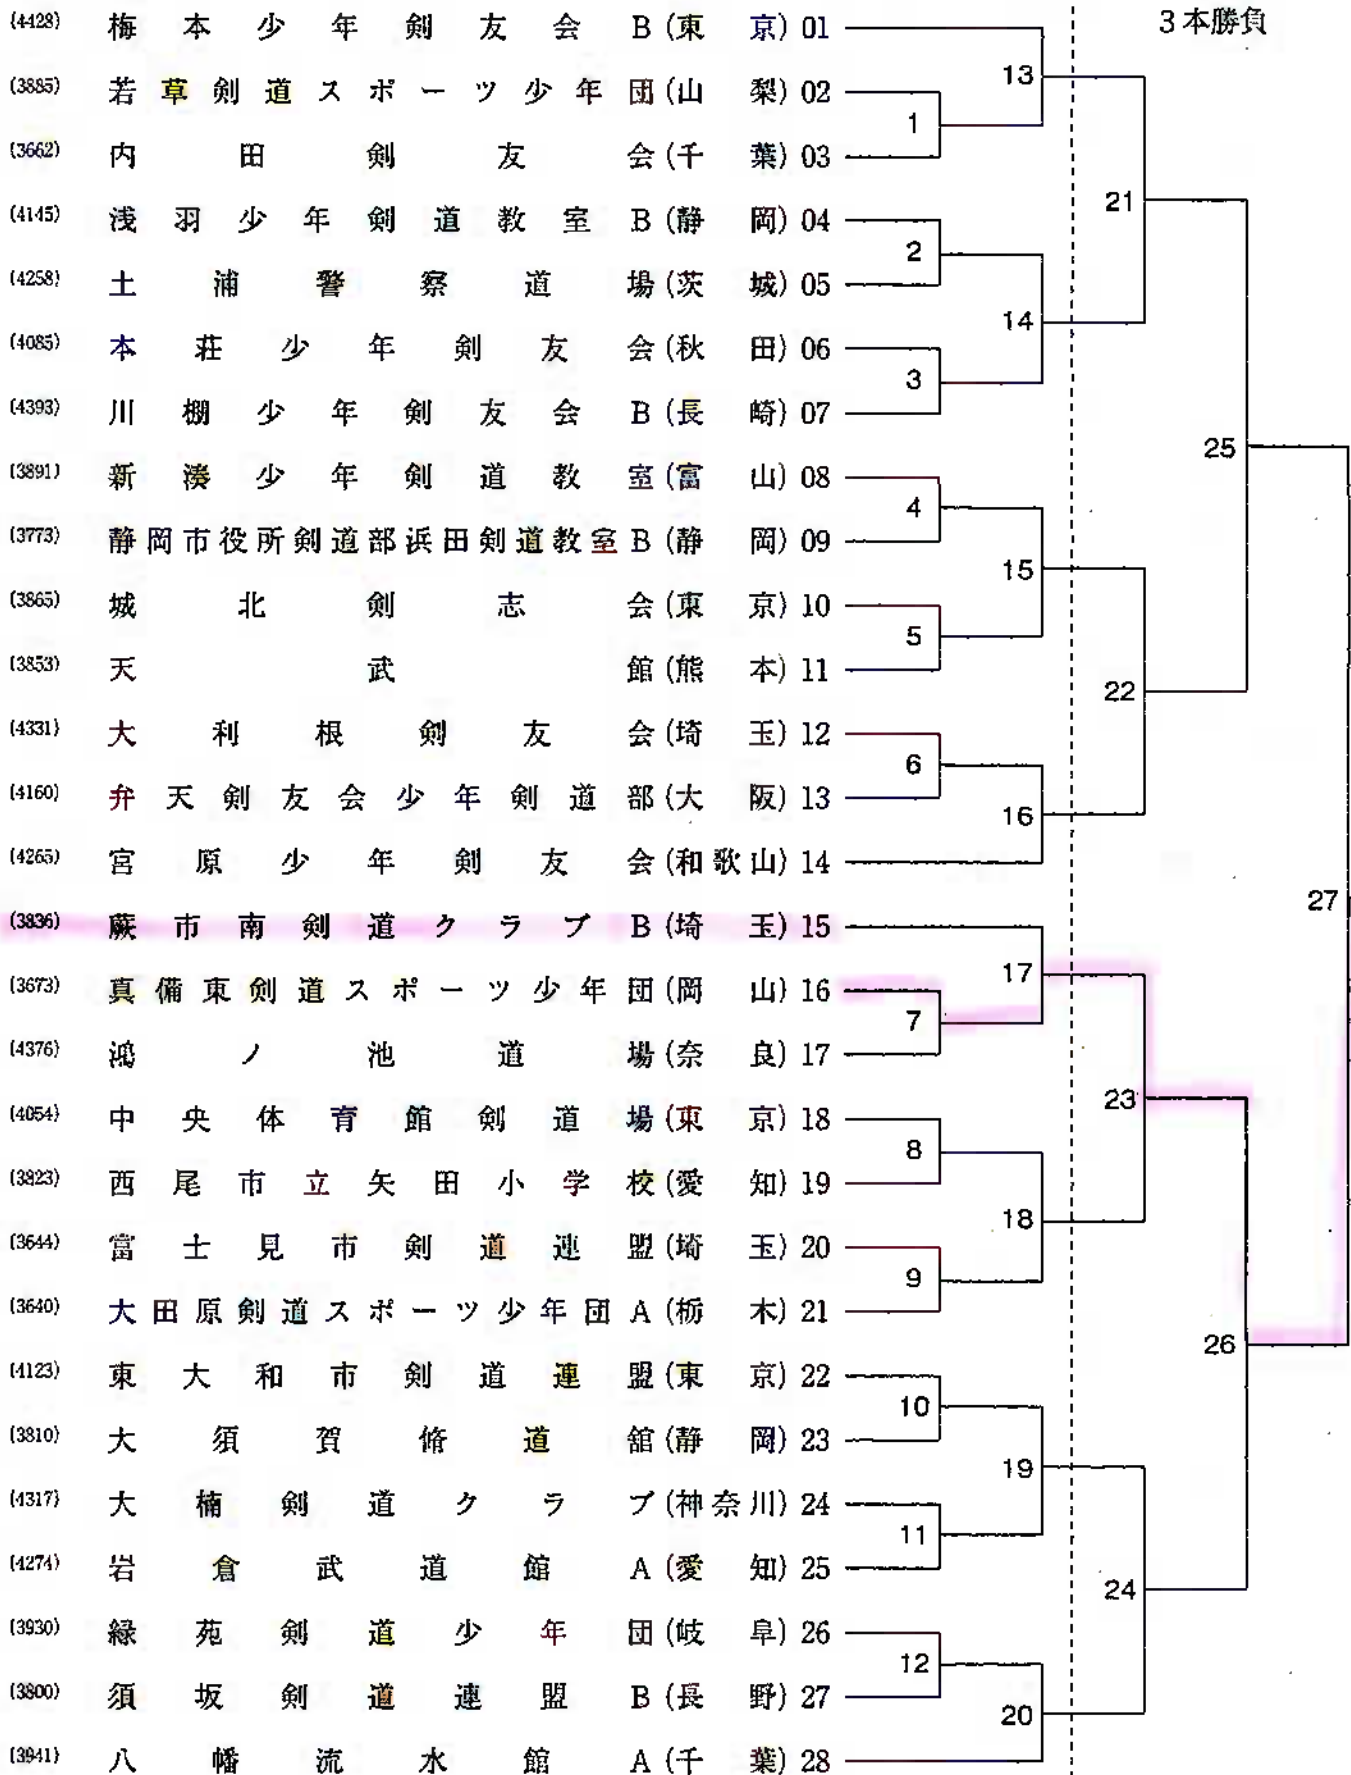 3本勝負
(4428) 梅本少年剣友会B(東京)01
(3885) 若草剣道スポーツ少年団(山梨)02
(3662) 内田剣友会(千葉)03
(4145) 浅羽少年剣道教室B(静岡)04
(4258) 土浦警察道場(茨城)05
(4085) 本荘少年剣友会(秋田)06
(4393) 川棚少年剣友会B(長崎)07
(3891) 新湊少年剣道教室(富山)08
(3773) 静岡市役所剣道部浜田剣道教室B(静岡)09
(3865) 城北剣志会(東京)10
(3853) 天武館(熊本)11
(4331) 大利根剣友会(埼玉)12
(4160) 弁天剣友会少年剣道部(大阪)13
(4265) 宮原少年剣友会(和歌山)14
(3836) 蕨市南剣道クラブB(埼玉)15
(3673) 真備東剣道スポーツ少年団(岡山)16
(4376) 鴻ノ池道場(奈良)17
(4054) 中央体育館剣道場(東京)18
(3823) 西尾市立矢田小学校(愛知)19
(3644) 富士見市剣道連盟(埼玉)20
(3640) 大田原剣道スポーツ少年団A(栃木)21
(4123) 東大和市剣道連盟(東京)22
(3810) 大須賀脩道舘(静岡)23
(4317) 大楠剣道クラブ(神奈川)24
(4274) 岩倉武道館A(愛知)25
(3930) 緑苑剣道少年団(岐阜)26
(3800) 須坂剣道連盟B(長野)27
(3941) 八幡流水館A(千葉)28
1
2
3
4
5
6
7
8
9
10
11
12
13
14
15
16
17
18
19
20
21
22
23
24
25
26
27